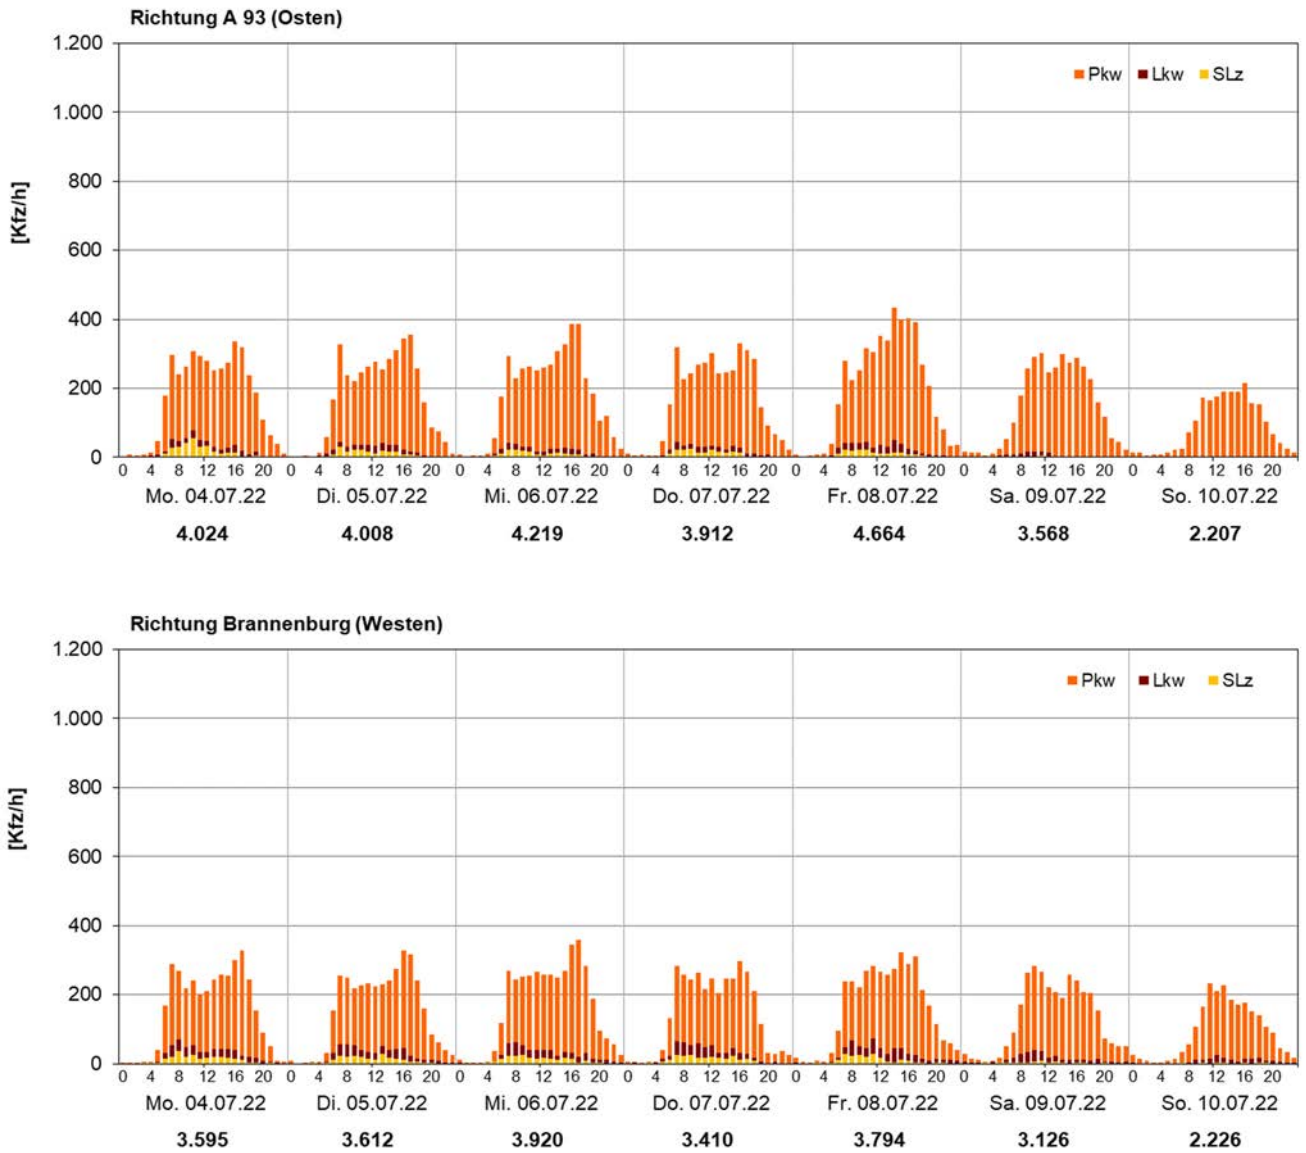 Richtung A 93 (Osten)
1.200
Pkw Lkw SLz
1.000
800
[Kfz/h]
600
400
200
0
0 4 8 12 16 20 0 4 8 12 16 20 0 4 8 12 16 20 0 4 8 12 16 20 0 4 8 12 16 20 0 4 8 12 16 20 0 4 8 12 16 20
Mo. 04.07.22 Di. 05.07.22 Mi. 06.07.22 Do. 07.07.22 Fr. 08.07.22 Sa. 09.07.22 So. 10.07.22
4.024 4.008 4.219 3.912 4.664 3.568 2.207
Richtung Brannenburg (Westen)
1.200
Pkw Lkw SLz
1.000
800
[Kfz/h]
600
400
200
0
0 4 8 12 16 20 0 4 8 12 16 20 0 4 8 12 16 20 0 4 8 12 16 20 0 4 8 12 16 20 0 4 8 12 16 20 0 4 8 12 16 20
Mo. 04.07.22 Di. 05.07.22 Mi. 06.07.22 Do. 07.07.22 Fr. 08.07.22 Sa. 09.07.22 So. 10.07.22
3.595 3.612 3.920 3.410 3.794 3.126 2.226